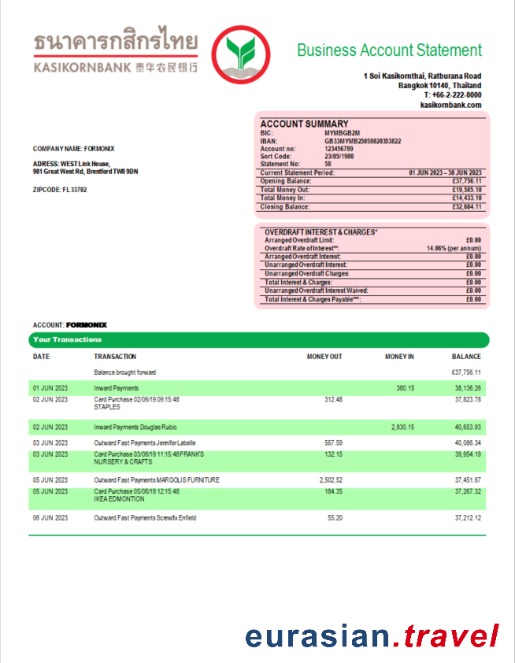 ธนาคารกสิกรไทย
KASIKORNBANK 泰华农民银行
Business Account Statement
1 Soi Kasikornthai, Ratburana Road
Bangkok 10140, Thailand
T: +66-2-222-0000
kasikornbank.com
COMPANY NAME: FORMONIX
ADRESS: WEST Link House,
981 Great West Rd, Brentford TW8 9DN
ZIPCODE: FL 33702
ACCOUNT SUMMARY
BIC: MYMBGB2M
IBAN: GB33MYMB23058020353822
Account no: 123456789
Sort Code: 23/05/1980
Statement No: 58
Current Statement Period: 01 JUN 2023 – 30 JUN 2023
Opening Balance: £37,756.11
Total Money Out: £19,505.10
Total Money In: £14,433.10
Closing Balance: £32,684.11
OVERDRAFT INTEREST & CHARGES*
Arranged Overdraft Limit: £0.00
Overdraft Rate of Interest**: 14.06% (per annum)
Arranged Overdraft Interest: £0.00
Unarranged Overdraft Interest: £0.00
Unarranged Overdraft Charges: £0.00
Total Interest & Charges: £0.00
Unarranged Overdraft Interest Waived: £0.00
Total Interest & Charges Payable***: £0.00
ACCOUNT: FORMONIX
Your Transactions
DATE TRANSACTION MONEY OUT MONEY IN BALANCE
Balance brought forward £37,756.11
01 JUN 2023 Inward Payments 380.15 38,136.26
02 JUN 2023 Card Purchase 02/06/19 09:15:48 312.48 37,823.78
STAPLES
02 JUN 2023 Inward Payments Douglas Rubio 2,830.15 40,653.93
03 JUN 2023 Outward Fast Payments Jennifer Labelle 567.59 40,086.34
03 JUN 2023 Card Purchase 03/06/19 11:15:48 FRANKS 132.15 39,954.19
NURSERY & CRAFTS
05 JUN 2023 Outward Fast Payments MARGOLIS FURNITURE 2,502.52 37,451.67
05 JUN 2023 Card Purchase 05/06/19 12:15:48 184.35 37,267.32
IKEA EDMONTION
06 JUN 2023 Outward Fast Payments Screwfix Enfield 55.20 37,212.12
eurasian.travel